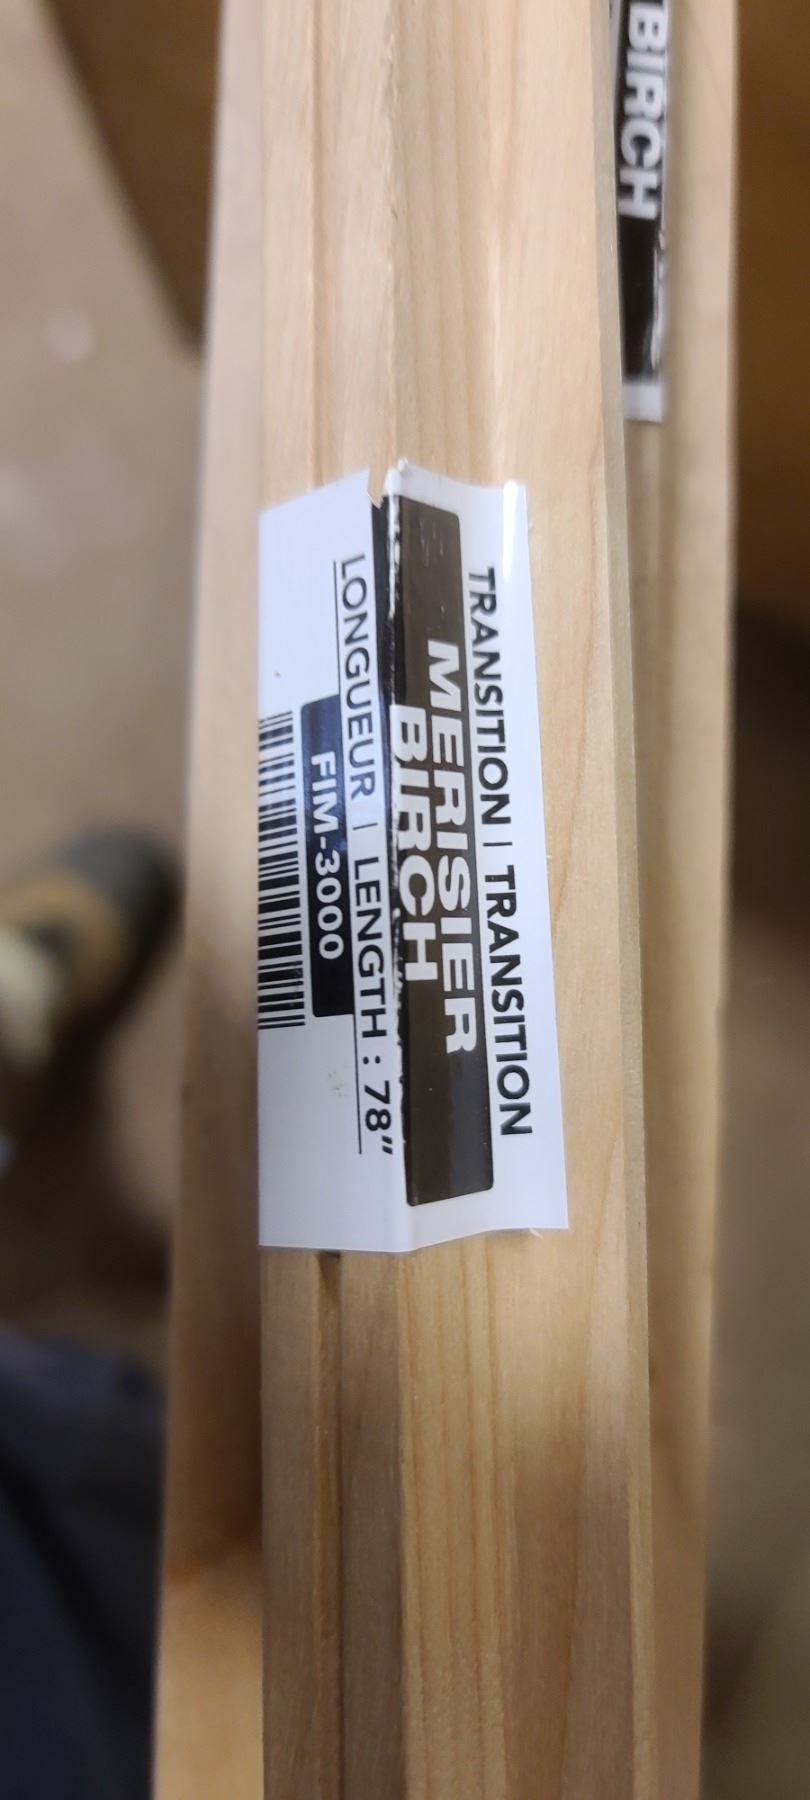 TRANSITION | TRANSITION
MERISIER
BIRCH
LONGUEUR | LENGTH : 78"
FIM-3000
BIRCH